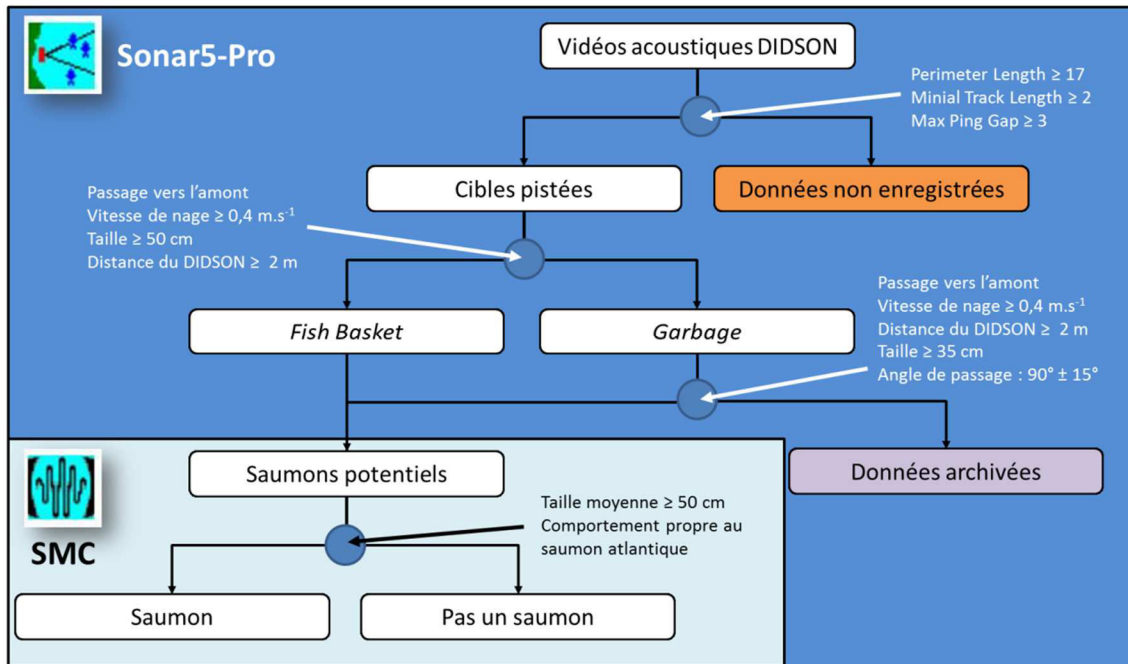 Sonar5-Pro
Vidéos acoustiques DIDSON
Perimeter Length ≥ 17
Minial Track Length ≥ 2
Max Ping Gap ≥ 3
Cibles pistées
Données non enregistrées
Passage vers l'amont
Vitesse de nage ≥ 0,4 m.s⁻¹
Taille ≥ 50 cm
Distance du DIDSON ≥ 2 m
Passage vers l'amont
Vitesse de nage ≥ 0,4 m.s⁻¹
Distance du DIDSON ≥ 2 m
Taille ≥ 35 cm
Angle de passage : 90° ± 15°
Fish Basket
Garbage
Saumons potentiels
Données archivées
Taille moyenne ≥ 50 cm
Comportement propre au
saumon atlantique
SMC
Saumon
Pas un saumon